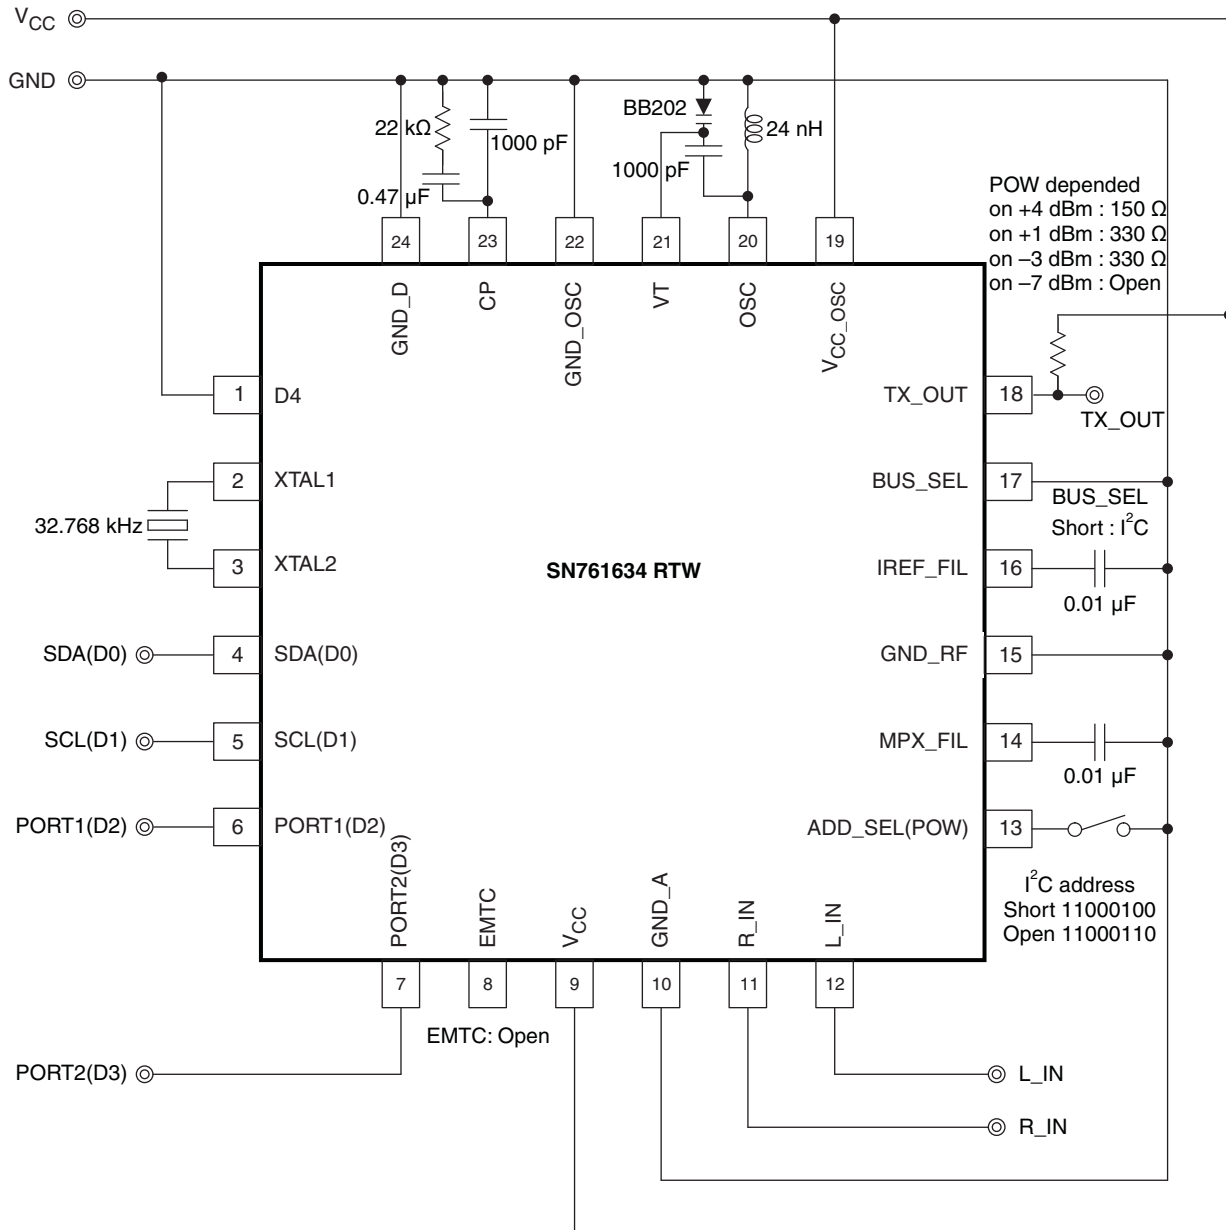 VCC
GND
22 kΩ
1000 pF
0.47 µF
BB202
1000 pF
24 nH
POW depended
on +4 dBm : 150 Ω
on +1 dBm : 330 Ω
on –3 dBm : 330 Ω
on –7 dBm : Open
24
23
22
21
20
19
GND_D
CP
GND_OSC
VT
OSC
VCC_OSC
1
D4
TX_OUT
18
TX_OUT
2
XTAL1
BUS_SEL
17
BUS_SEL
Short : I²C
32.768 kHz
3
XTAL2
SN761634 RTW
IREF_FIL
16
0.01 µF
SDA(D0)
4
SDA(D0)
GND_RF
15
SCL(D1)
5
SCL(D1)
MPX_FIL
14
0.01 µF
PORT1(D2)
6
PORT1(D2)
ADD_SEL(POW)
13
I²C address
Short 11000100
Open 11000110
PORT2(D3)
EMTC
VCC
GND_A
R_IN
L_IN
7
8
9
10
11
12
EMTC: Open
PORT2(D3)
L_IN
R_IN